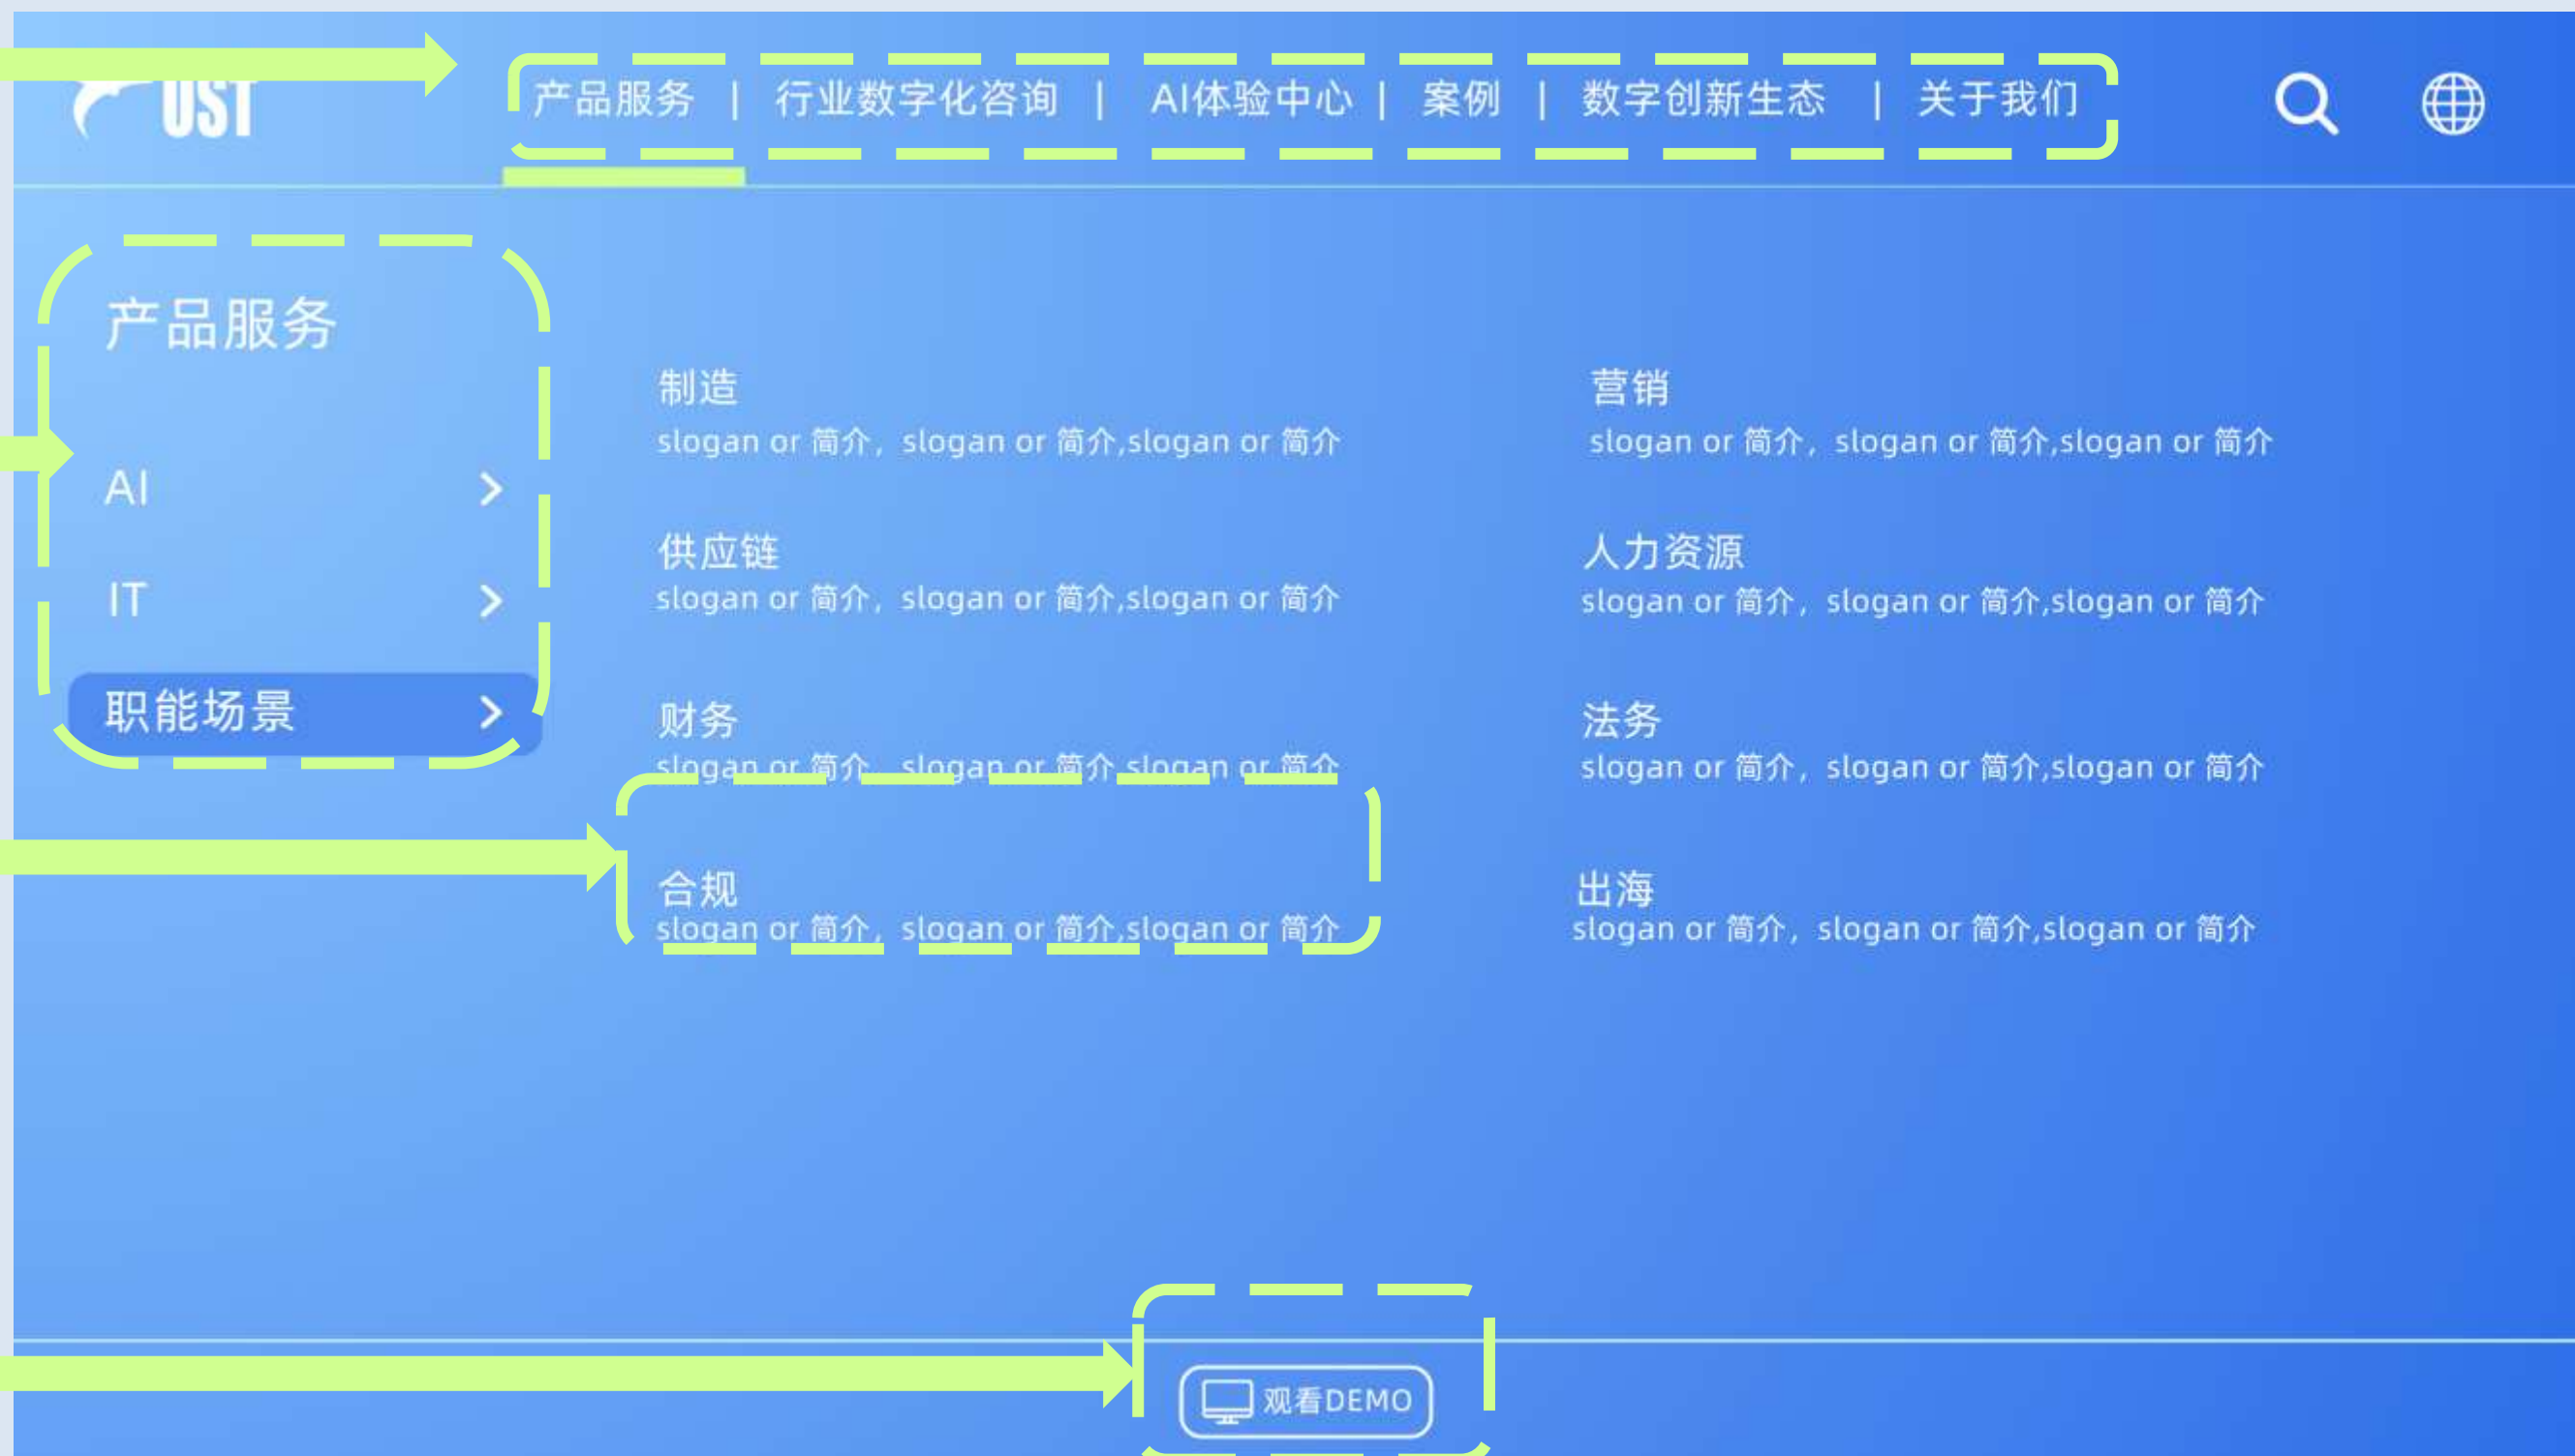 UST
产品服务 | 行业数字化咨询 | AI体验中心 | 案例 | 数字创新生态 | 关于我们
产品服务
AI
IT
职能场景
制造
slogan or 简介，slogan or 简介,slogan or 简介
供应链
slogan or 简介，slogan or 简介,slogan or 简介
财务
slogan or 简介，slogan or 简介,slogan or 简介
合规
slogan or 简介，slogan or 简介,slogan or 简介
营销
slogan or 简介，slogan or 简介,slogan or 简介
人力资源
slogan or 简介，slogan or 简介,slogan or 简介
法务
slogan or 简介，slogan or 简介,slogan or 简介
出海
slogan or 简介，slogan or 简介,slogan or 简介
观看DEMO